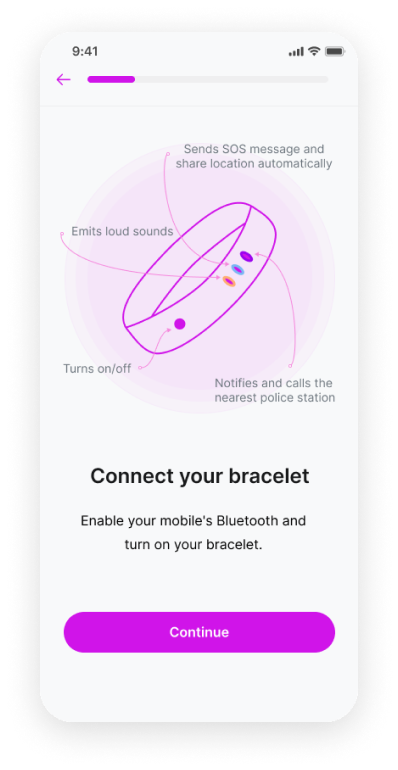 9:41
Sends SOS message and
share location automatically
Emits loud sounds
Turns on/off
Notifies and calls the
nearest police station
Connect your bracelet
Enable your mobile's Bluetooth and
turn on your bracelet.
Continue